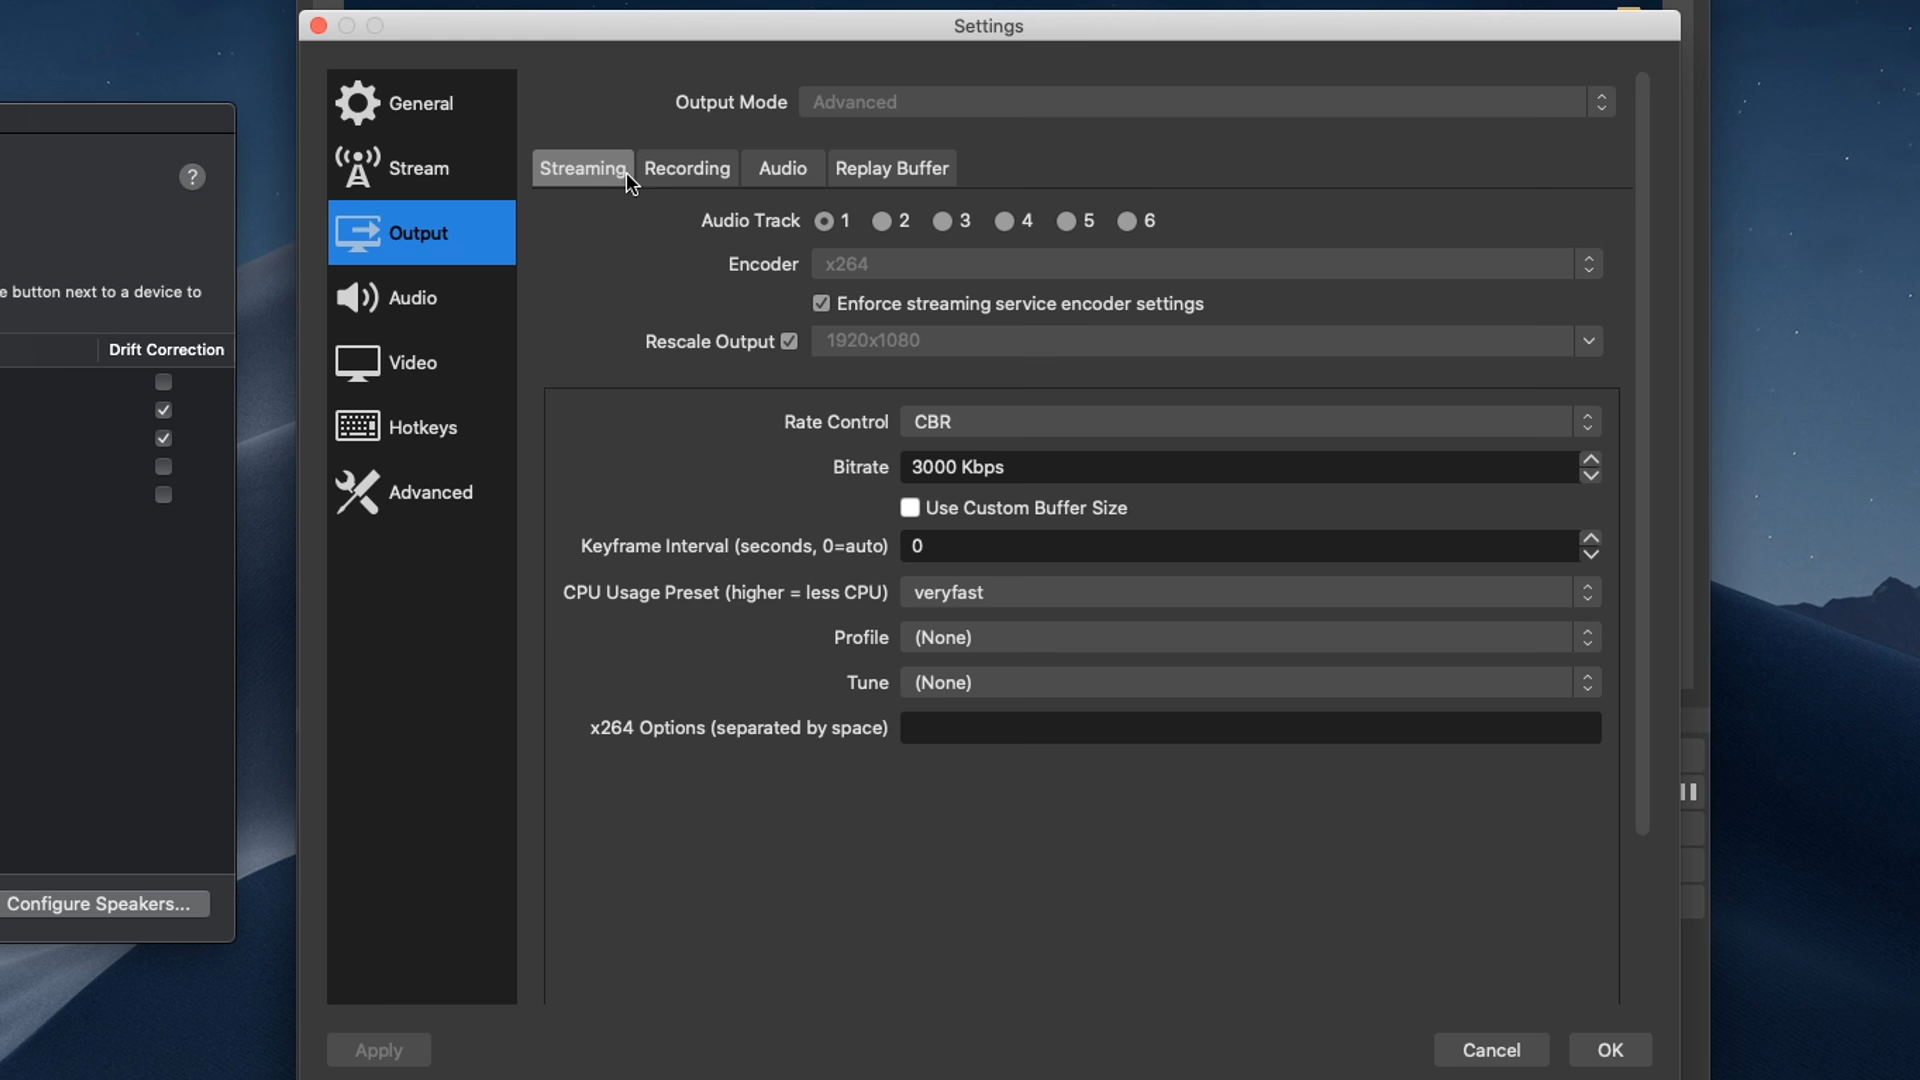 Settings
General
Stream
Output
Audio
Video
Hotkeys
Advanced
Output Mode Advanced
Streaming Recording Audio Replay Buffer
Audio Track 1 2 3 4 5 6
Encoder x264
Enforce streaming service encoder settings
Rescale Output 1920x1080
Rate Control CBR
Bitrate 3000 Kbps
Use Custom Buffer Size
Keyframe Interval (seconds, 0=auto) 0
CPU Usage Preset (higher = less CPU) veryfast
Profile (None)
Tune (None)
x264 Options (separated by space)
Apply
Cancel OK
?
e button next to a device to
Drift Correction
Configure Speakers...